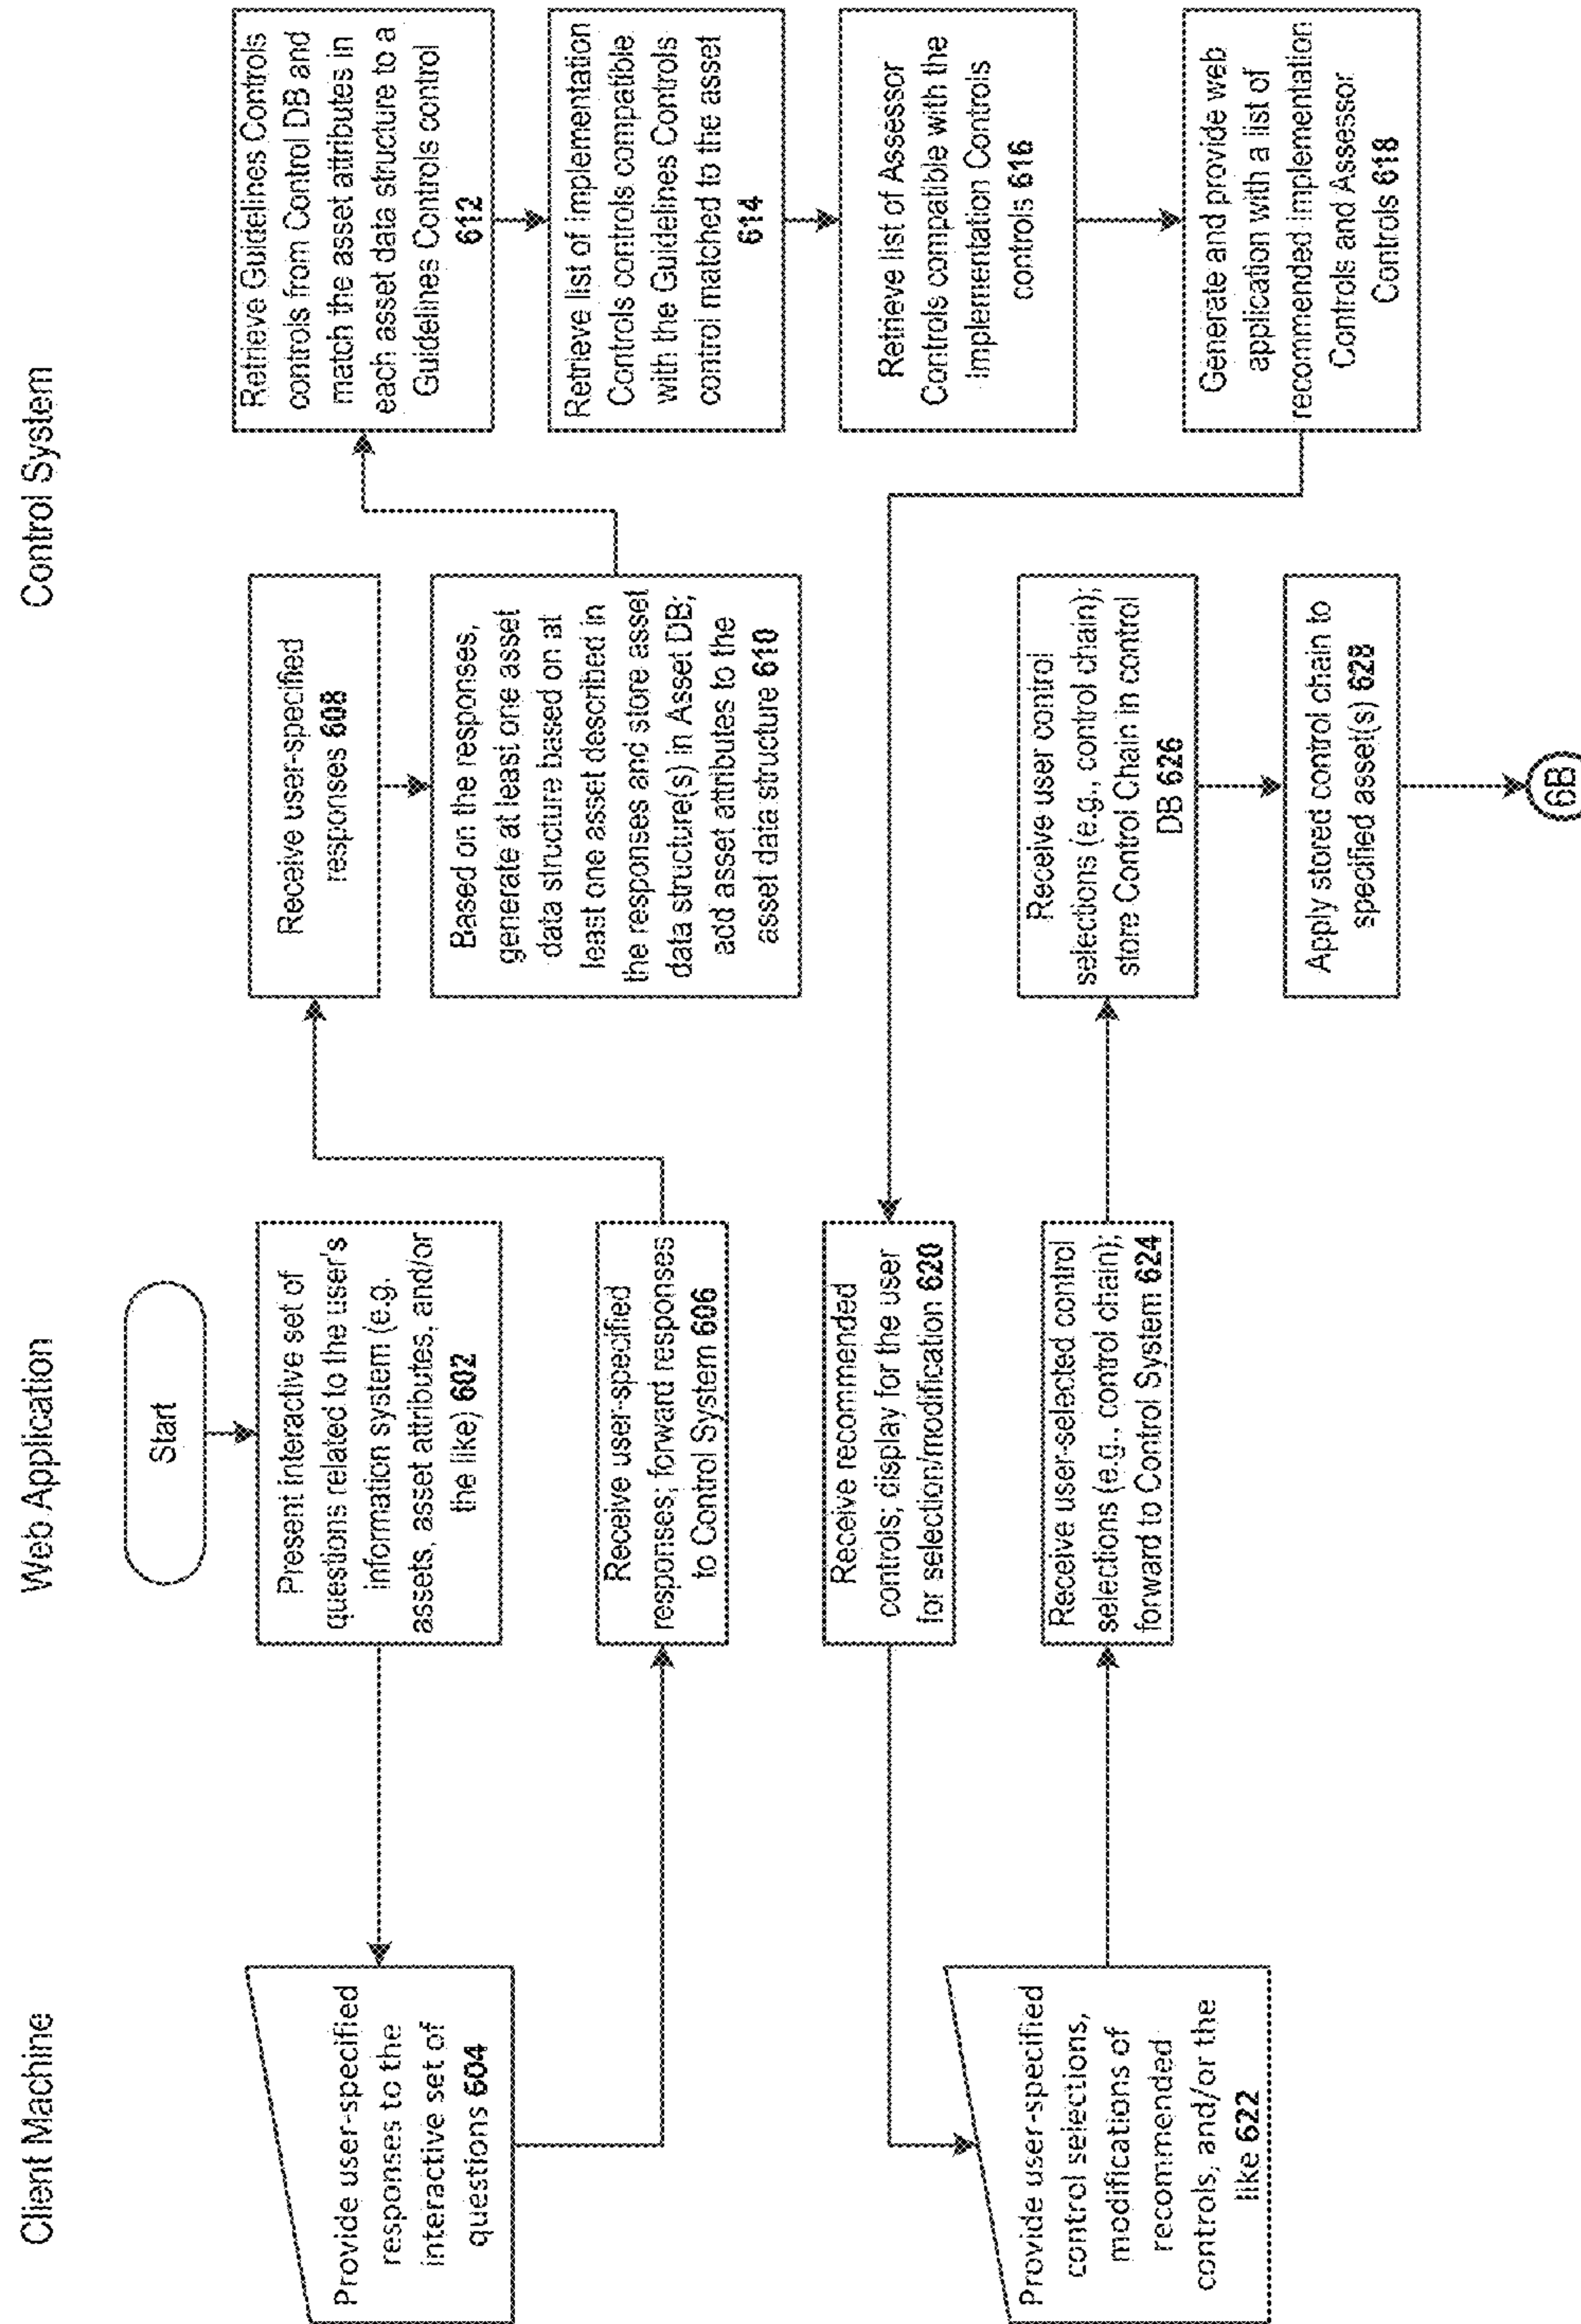 Client Machine
Web Application
Control System
Start
Present interactive set of
questions related to the user's
information system (e.g.
assets, asset attributes, and/or
the like) 602
Provide user-specified
responses to the
interactive set of
questions 604
Receive user-specified
responses; forward responses
to Control System 606
Receive user-specified
responses 608
Based on the responses,
generate at least one asset
data structure based on at
least one asset described in
the responses and store asset
data structure(s) in Asset DB;
add asset attributes to the
asset data structure 610
Retrieve Guidelines Controls
controls from Control DB and
match the asset attributes in
each asset data structure to a
Guidelines Controls control
612
Retrieve list of implementation
Controls controls compatible
with the Guidelines Controls
control matched to the asset
614
Retrieve list of Assessor
Controls compatible with the
Implementation Controls
controls 616
Generate and provide web
application with a list of
recommended implementation
Controls and Assessor
Controls 618
Receive recommended
controls; display for the user
for selection/modification 620
Provide user-specified
control selections,
modifications of
recommended
controls, and/or the
like 622
Receive user-selected control
selections (e.g., control chain);
forward to Control System 624
Receive user control
selections (e.g., control chain);
store Control Chain in control
DB 626
Apply stored control chain to
specified asset(s) 628
6B